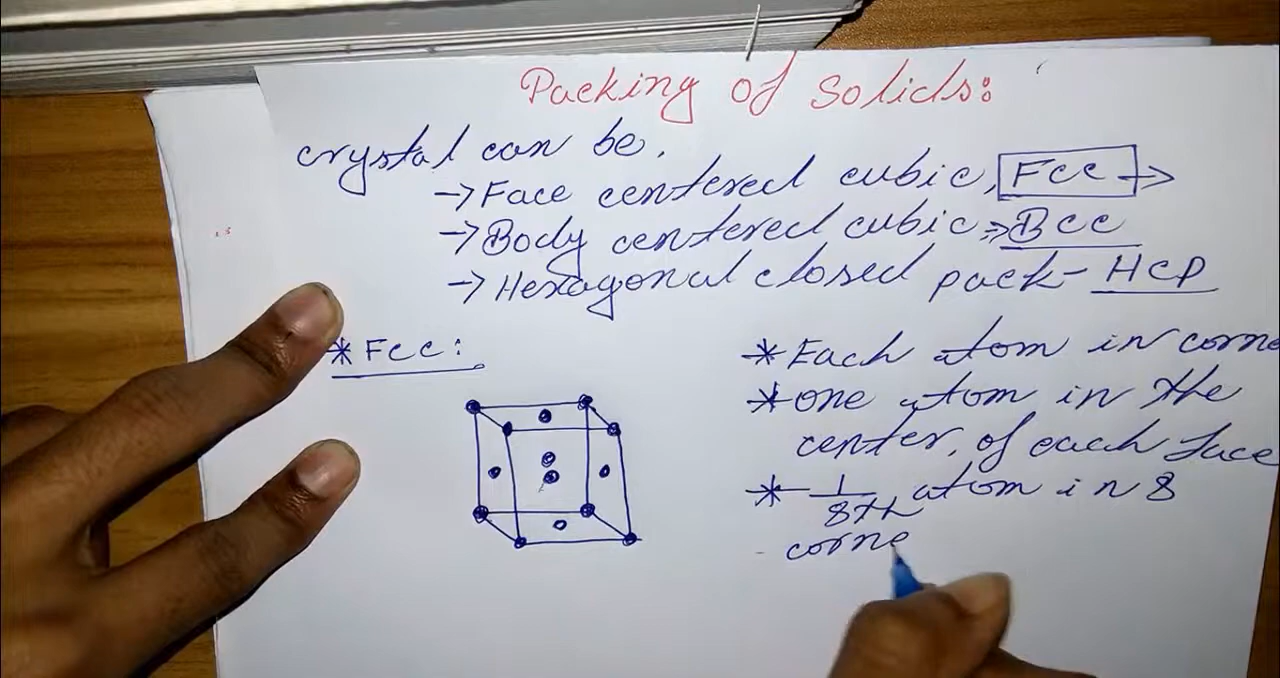 Packing of Solids:
crystal can be.
→ Face centered cubic, Fcc →
→ Body centered cubic ⇒ Bcc
→ Hexagonal closed pack - HCP
* Fcc:
* Each atom in corne
* one atom in the
center, of each face
* 1/8th atom in 8
corne